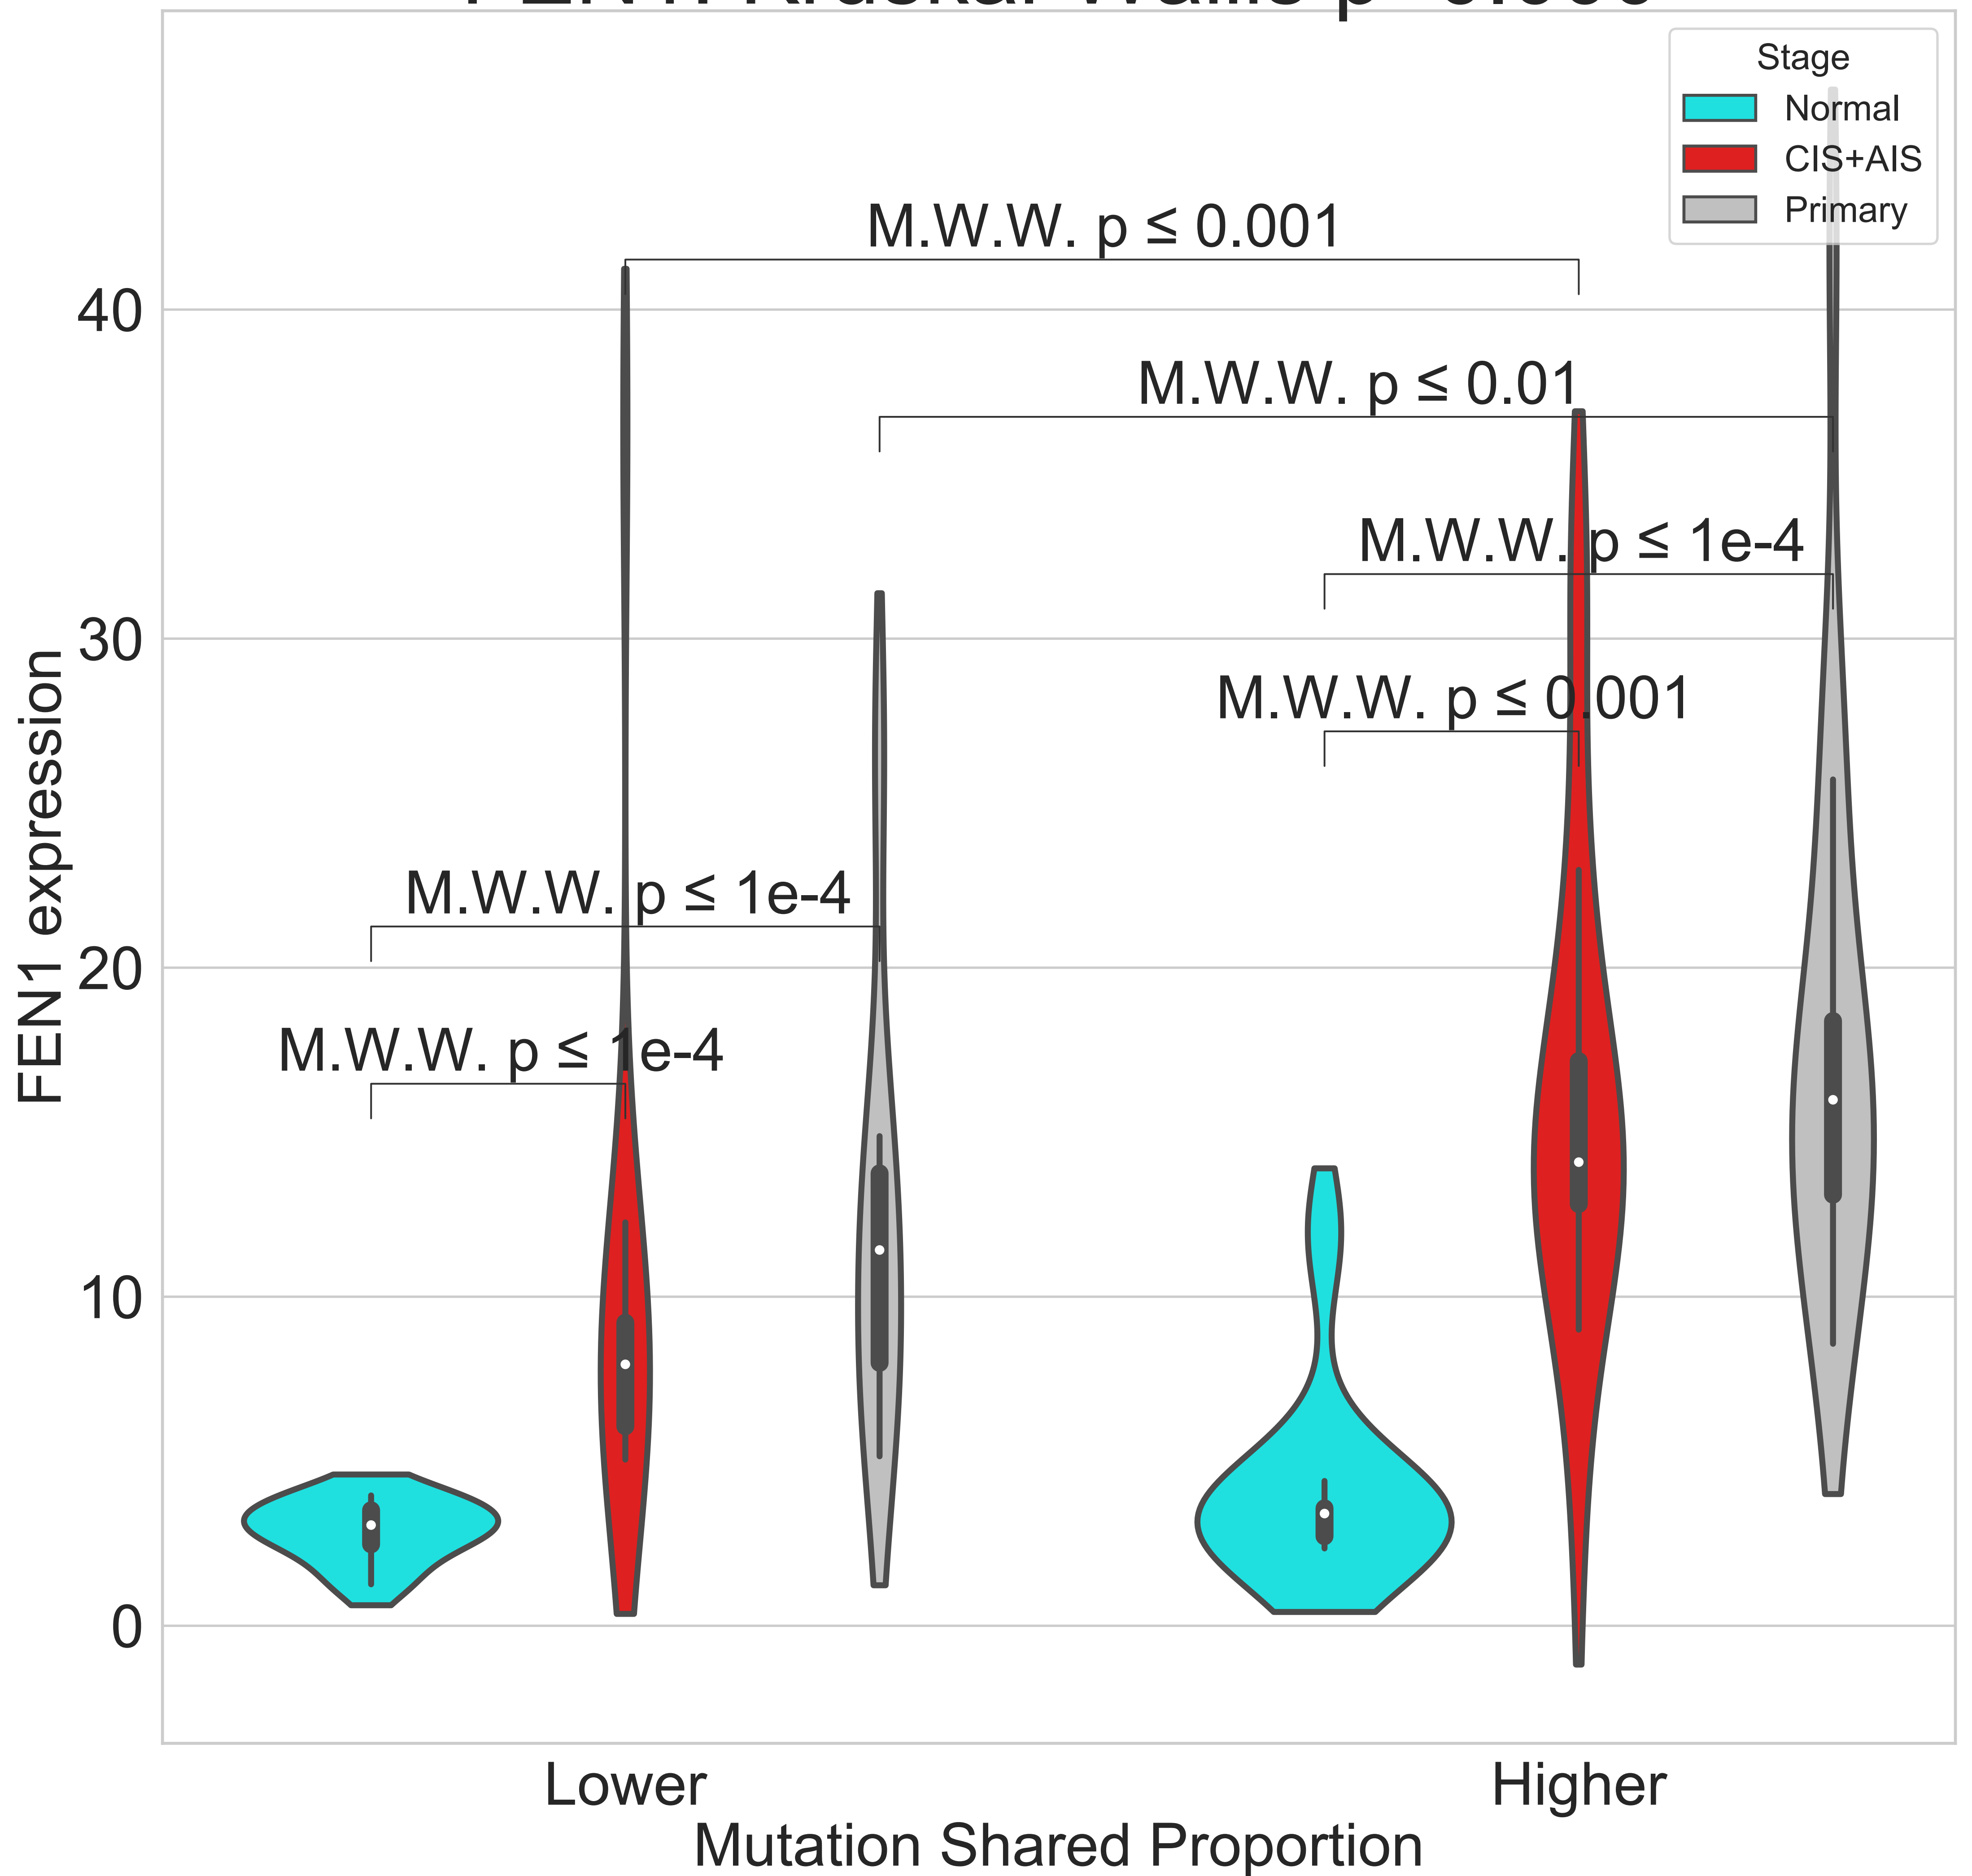 Stage
Normal
CIS+AIS
Primary
M.W.W. p ≤ 0.001
40
M.W.W. p ≤ 0.01
M.W.W. p ≤ 1e-4
30
M.W.W. p ≤ 0.001
FEN1 expression
M.W.W. p ≤ 1e-4
20
M.W.W. p ≤ 1e-4
10
0
Lower
Higher
Mutation Shared Proportion